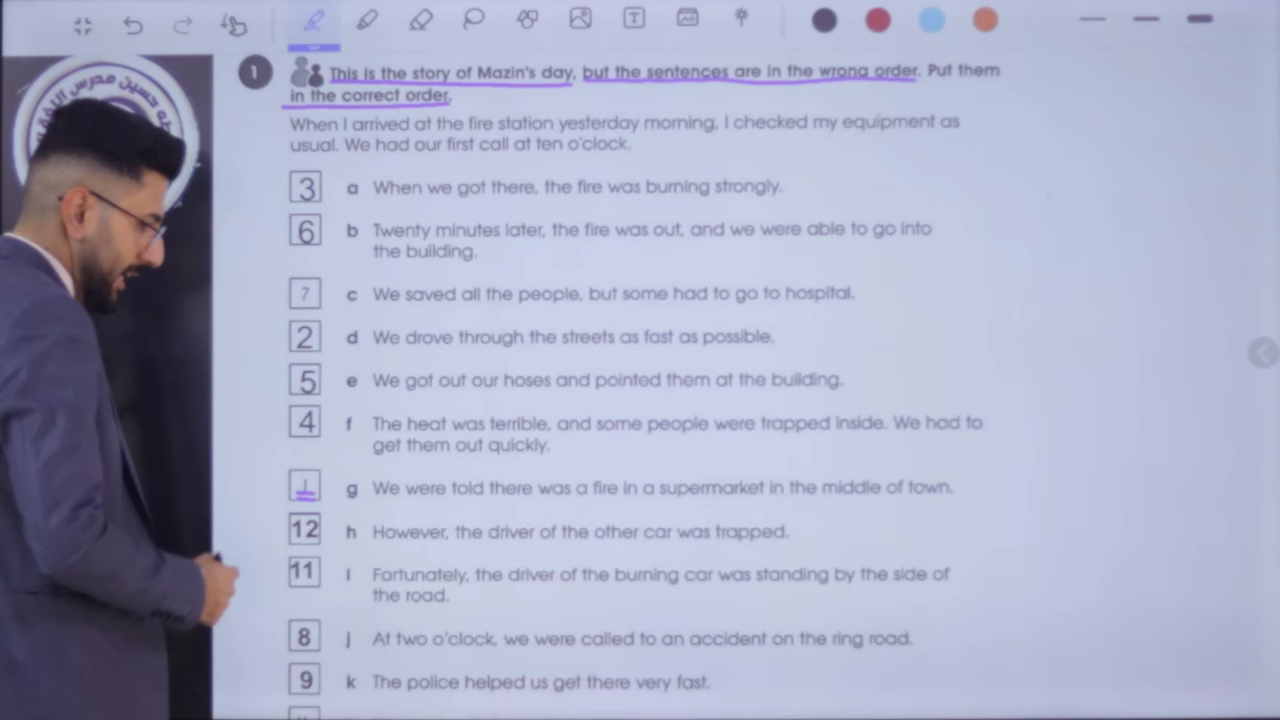 حسين مدرس اللغة
1 This is the story of Mazin's day, but the sentences are in the wrong order. Put them
in the correct order.
When I arrived at the fire station yesterday morning, I checked my equipment as
usual. We had our first call at ten o'clock.
3 a When we got there, the fire was burning strongly.
6 b Twenty minutes later, the fire was out, and we were able to go into
the building.
7 c We saved all the people, but some had to go to hospital.
2 d We drove through the streets as fast as possible.
5 e We got out our hoses and pointed them at the building.
4 f The heat was terrible, and some people were trapped inside. We had to
get them out quickly.
1 g We were told there was a fire in a supermarket in the middle of town.
12 h However, the driver of the other car was trapped.
11 i Fortunately, the driver of the burning car was standing by the side of
the road.
8 j At two o'clock, we were called to an accident on the ring road.
9 k The police helped us get there very fast.